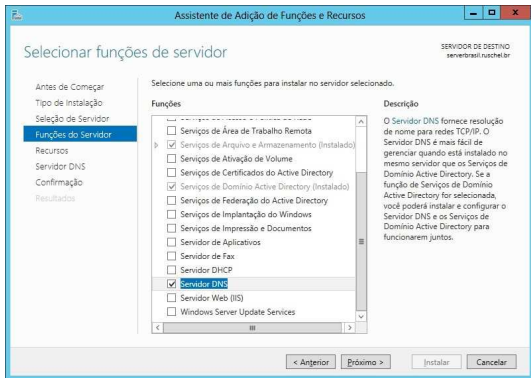 Assistente de Adição de Funções e Recursos
Selecionar funções de servidor
SERVIDOR DE DESTINO
serverbrasil.ruschel.br
Antes de Começar
Tipo de Instalação
Seleção de Servidor
Funções do Servidor
Recursos
Servidor DNS
Confirmação
Resultados
Selecione uma ou mais funções para instalar no servidor selecionado.
Funções
Serviços de Área de Trabalho Remota
Serviços de Arquivo e Armazenamento (Instalado)
Serviços de Ativação de Volume
Serviços de Certificados do Active Directory
Serviços de Domínio Active Directory (Instalado)
Serviços de Federação do Active Directory
Serviços de Implantação do Windows
Serviços de Impressão e Documentos
Servidor de Aplicativos
Servidor de Fax
Servidor DHCP
Servidor DNS
Servidor Web (IIS)
Windows Server Update Services
Descrição
O Servidor DNS fornece resolução
de nome para redes TCP/IP. O
Servidor DNS é mais fácil de
gerenciar quando está instalado no
mesmo servidor que os Serviços de
Domínio Active Directory. Se a
função de Serviços de Domínio
Active Directory for selecionada,
você poderá instalar e configurar o
Servidor DNS e os Serviços de
Domínio Active Directory para
funcionarem juntos.
< Anterior
Próximo >
Instalar
Cancelar